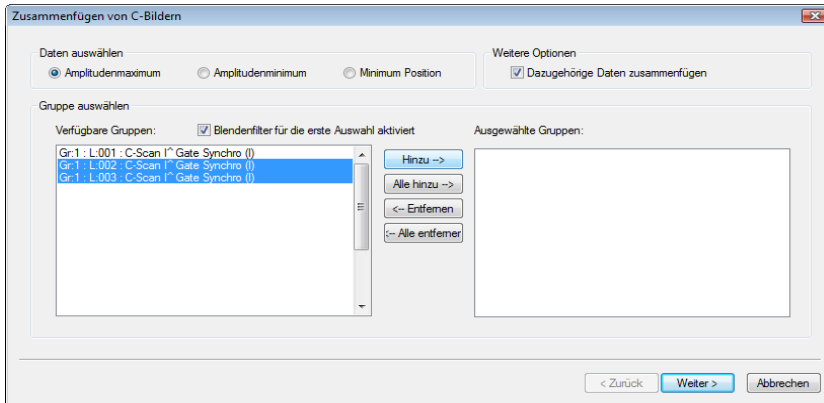 Zusammenfügen von C-Bildern
Daten auswählen
Amplitudenmaximum
Amplitudenminimum
Minimum Position
Weitere Optionen
Dazugehörige Daten zusammenfügen
Gruppe auswählen
Verfügbare Gruppen:
Blendenfilter für die erste Auswahl aktiviert
Ausgewählte Gruppen:
Gr:1 : L:001 : C-Scan I^ Gate Synchro (I)
Gr:1 : L:002 : C-Scan I^ Gate Synchro (I)
Gr:1 : L:003 : C-Scan I^ Gate Synchro (I)
Hinzu -->
Alle hinzu -->
<-- Entfernen
<-- Alle entferner
< Zurück
Weiter >
Abbrechen